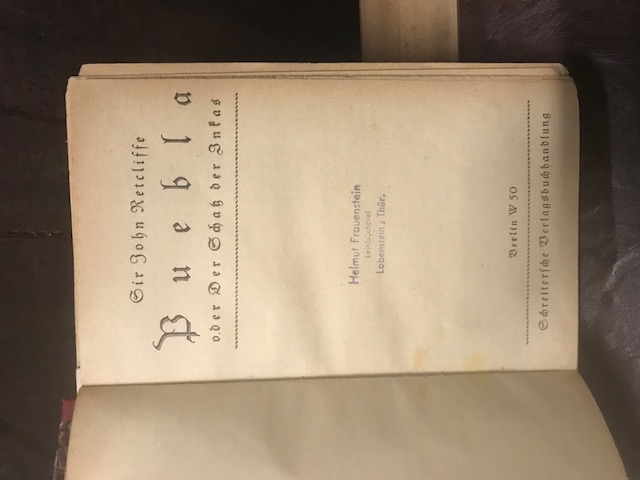 Sir John Retcliffe
Puebla
oder Der Schatz der Inkas
Helmut Frauenstein
Leihbücherei
Lobenstein / Thür.
Berlin W 50
Schreitersche Verlagsbuchhandlung